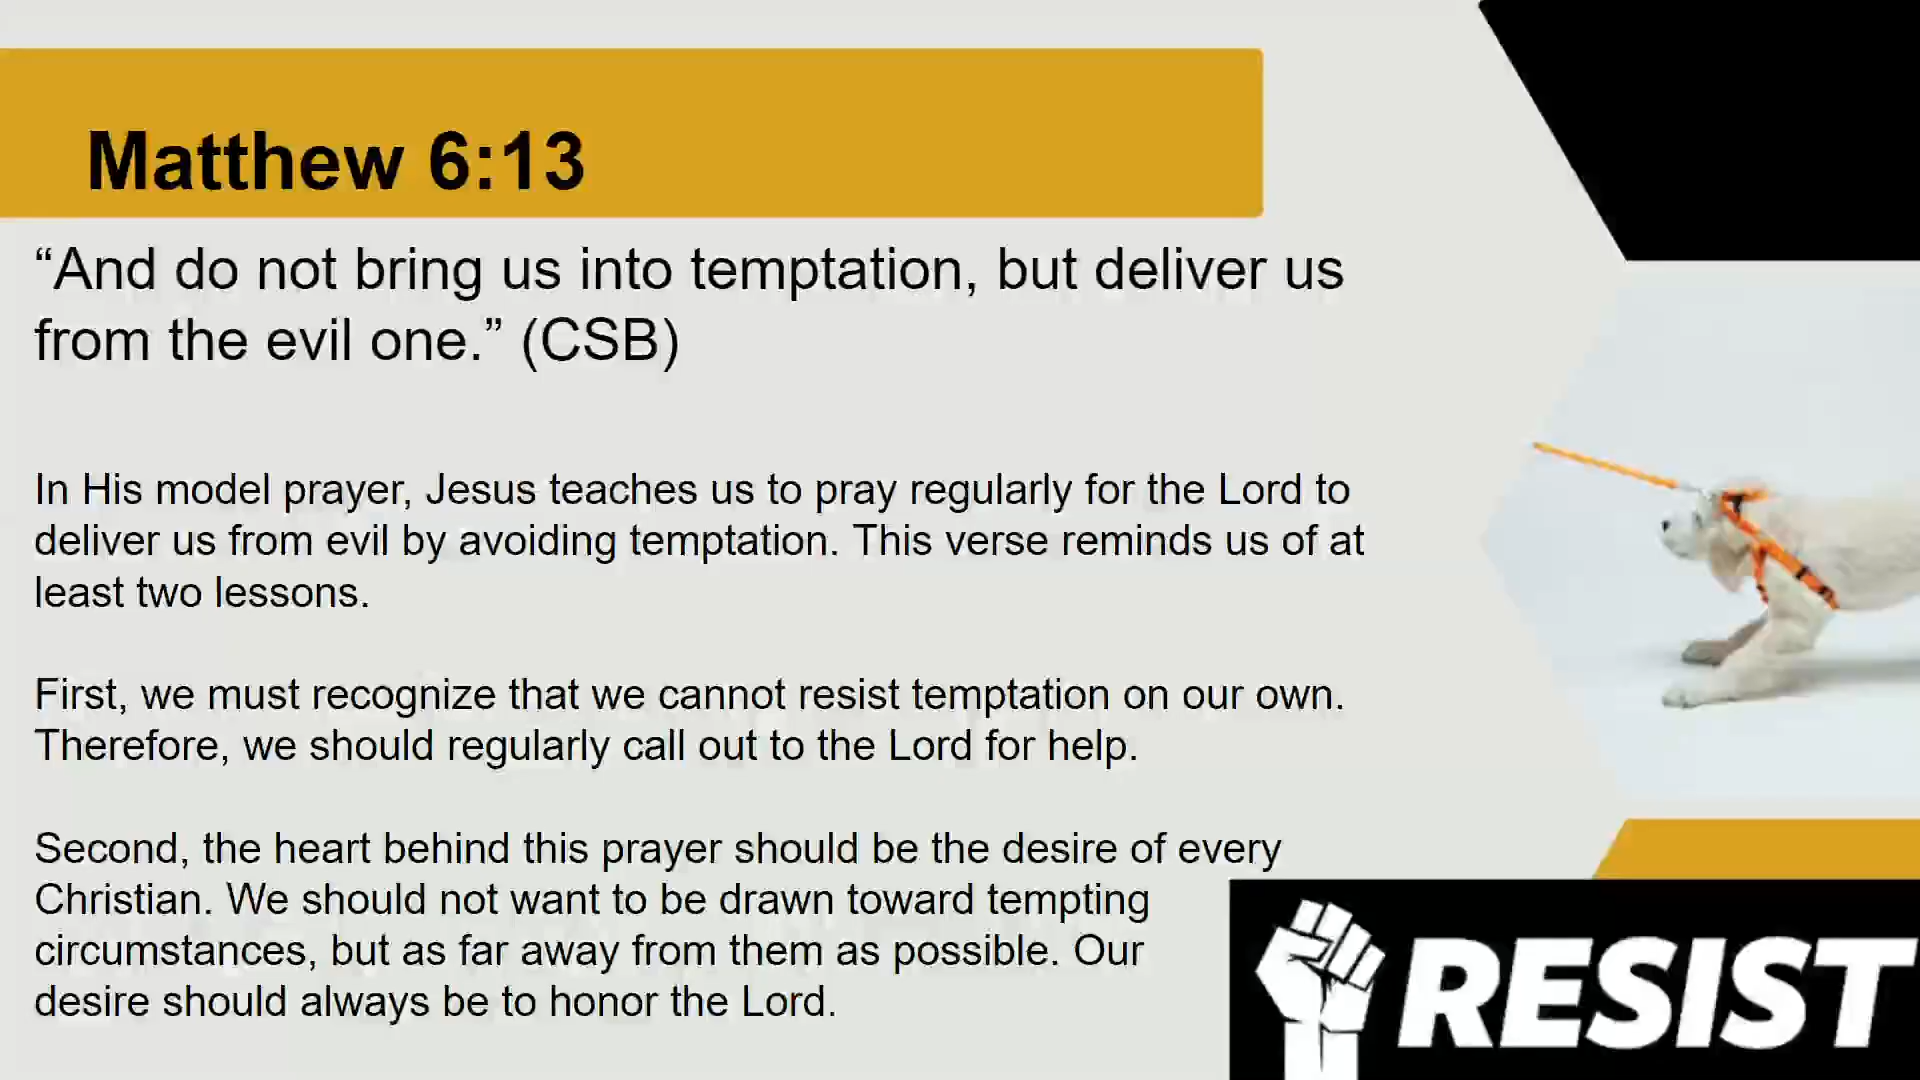 Matthew 6:13
“And do not bring us into temptation, but deliver us
from the evil one.” (CSB)
In His model prayer, Jesus teaches us to pray regularly for the Lord to
deliver us from evil by avoiding temptation. This verse reminds us of at
least two lessons.
First, we must recognize that we cannot resist temptation on our own.
Therefore, we should regularly call out to the Lord for help.
Second, the heart behind this prayer should be the desire of every
Christian. We should not want to be drawn toward tempting
circumstances, but as far away from them as possible. Our
desire should always be to honor the Lord.
RESIST